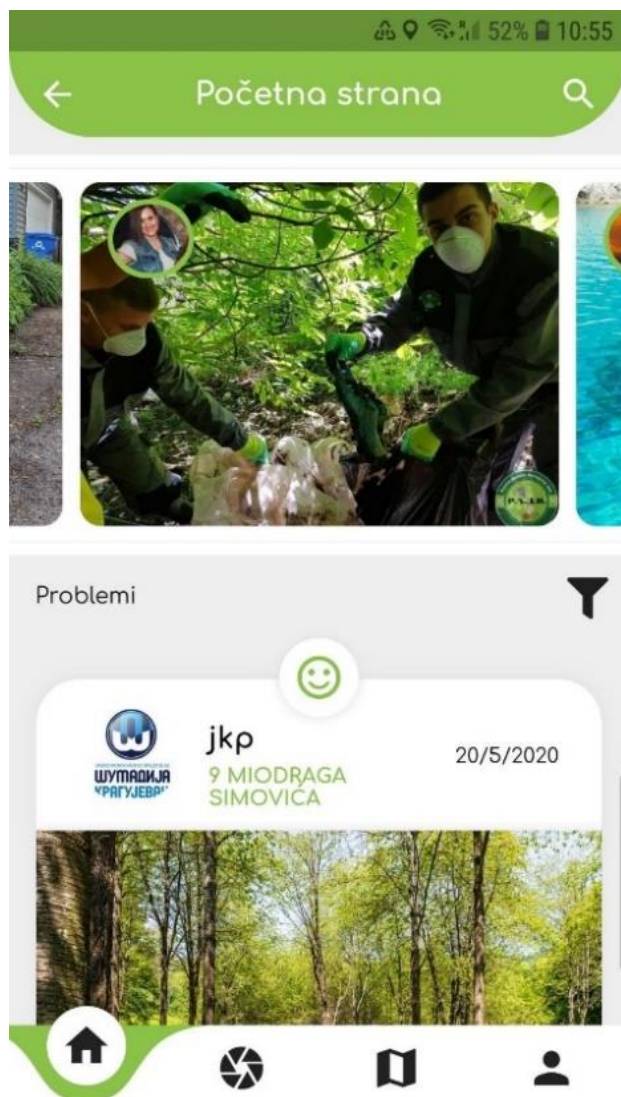 52% 10:55
Početna strana
Problemi
jkp
9 MIODRAGA
SIMOVIĆA
20/5/2020
ШУМАДИЈА
КРАГУЈЕВАЦ